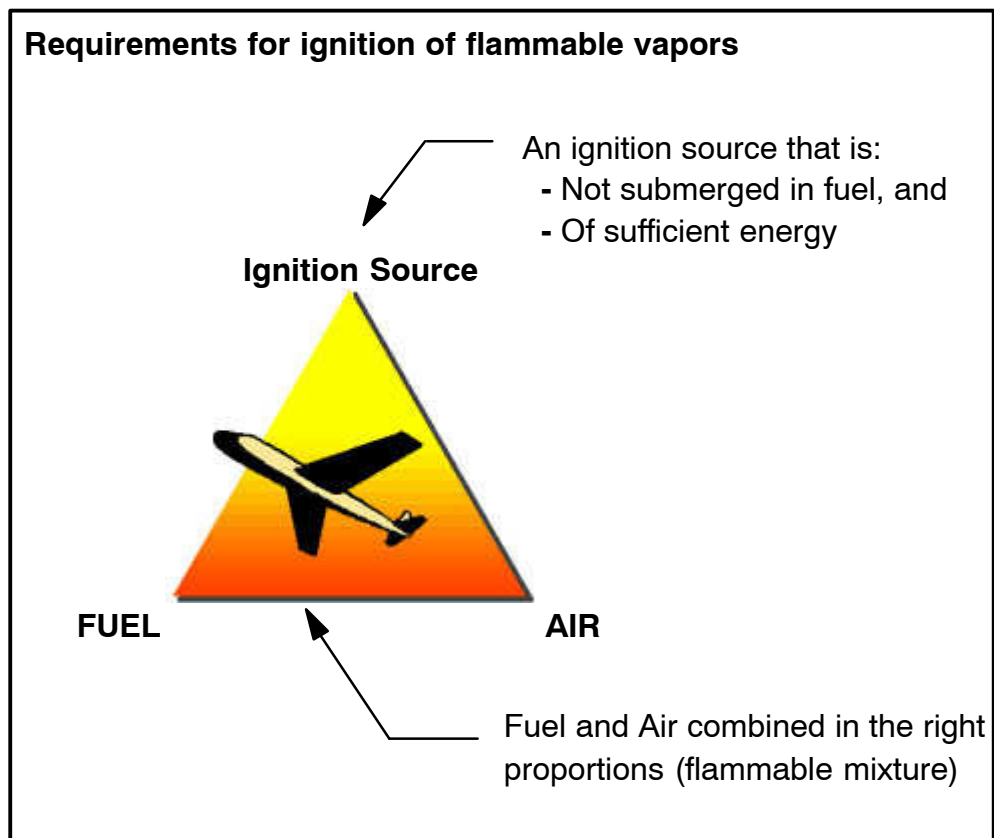 Requirements for ignition of flammable vapors
An ignition source that is:
- Not submerged in fuel, and
- Of sufficient energy
Ignition Source
FUEL
AIR
Fuel and Air combined in the right
proportions (flammable mixture)